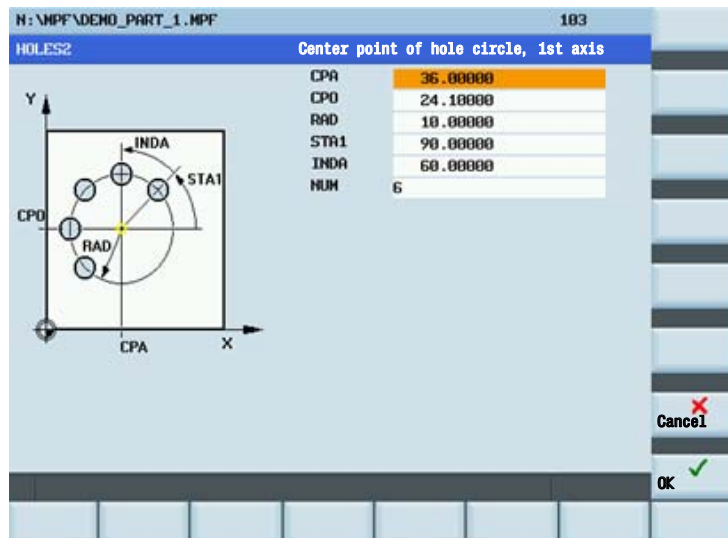 N:\MPF\DEMO_PART_1.MPF 103
HOLES2 Center point of hole circle, 1st axis
CPA 36.00000
CPO 24.10000
RAD 10.00000
STA1 90.00000
INDA 60.00000
NUM 6
Y
INDA
STA1
CPO
RAD
CPA X
Cancel
OK